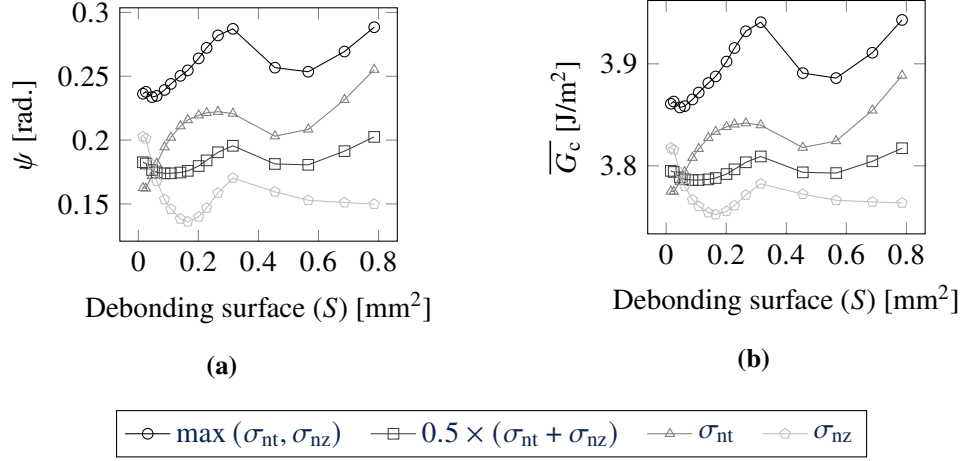 0.3
0.25
0.2
0.15
ψ [rad.]
0 0.2 0.4 0.6 0.8
Debonding surface (S) [mm²]
(a)
3.9
3.8
G̅c [J/m²]
0 0.2 0.4 0.6 0.8
Debonding surface (S) [mm²]
(b)
max (σnt, σnz) 0.5 × (σnt + σnz) σnt σnz